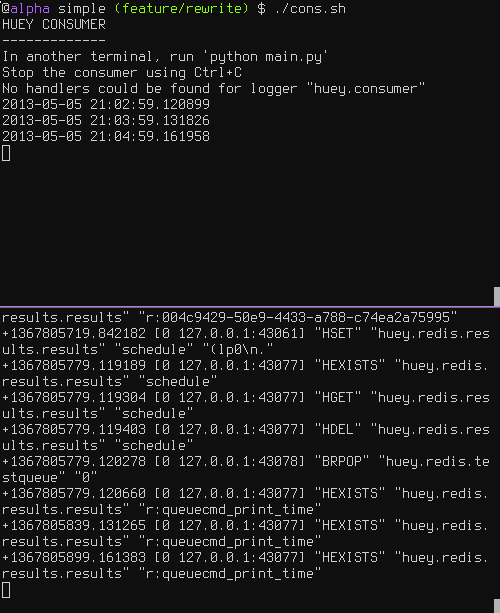 @alpha simple (feature/rewrite) $ ./cons.sh
HUEY CONSUMER
-------------
In another terminal, run 'python main.py'
Stop the consumer using Ctrl+C
No handlers could be found for logger "huey.consumer"
2013-05-05 21:02:59.120899
2013-05-05 21:03:59.131826
2013-05-05 21:04:59.161958
results.results" "r:004c9429-50e9-4433-a788-c74ea2a75995"
+1367805719.842182 [0 127.0.0.1:43061] "HSET" "huey.redis.res
ults.results" "schedule" "(lp0\n."
+1367805779.119189 [0 127.0.0.1:43077] "HEXISTS" "huey.redis.
results.results" "schedule"
+1367805779.119304 [0 127.0.0.1:43077] "HGET" "huey.redis.res
ults.results" "schedule"
+1367805779.119403 [0 127.0.0.1:43077] "HDEL" "huey.redis.res
ults.results" "schedule"
+1367805779.120278 [0 127.0.0.1:43078] "BRPOP" "huey.redis.te
stqueue" "0"
+1367805779.120660 [0 127.0.0.1:43077] "HEXISTS" "huey.redis.
results.results" "r:queuecmd_print_time"
+1367805839.131265 [0 127.0.0.1:43077] "HEXISTS" "huey.redis.
results.results" "r:queuecmd_print_time"
+1367805899.161383 [0 127.0.0.1:43077] "HEXISTS" "huey.redis.
results.results" "r:queuecmd_print_time"